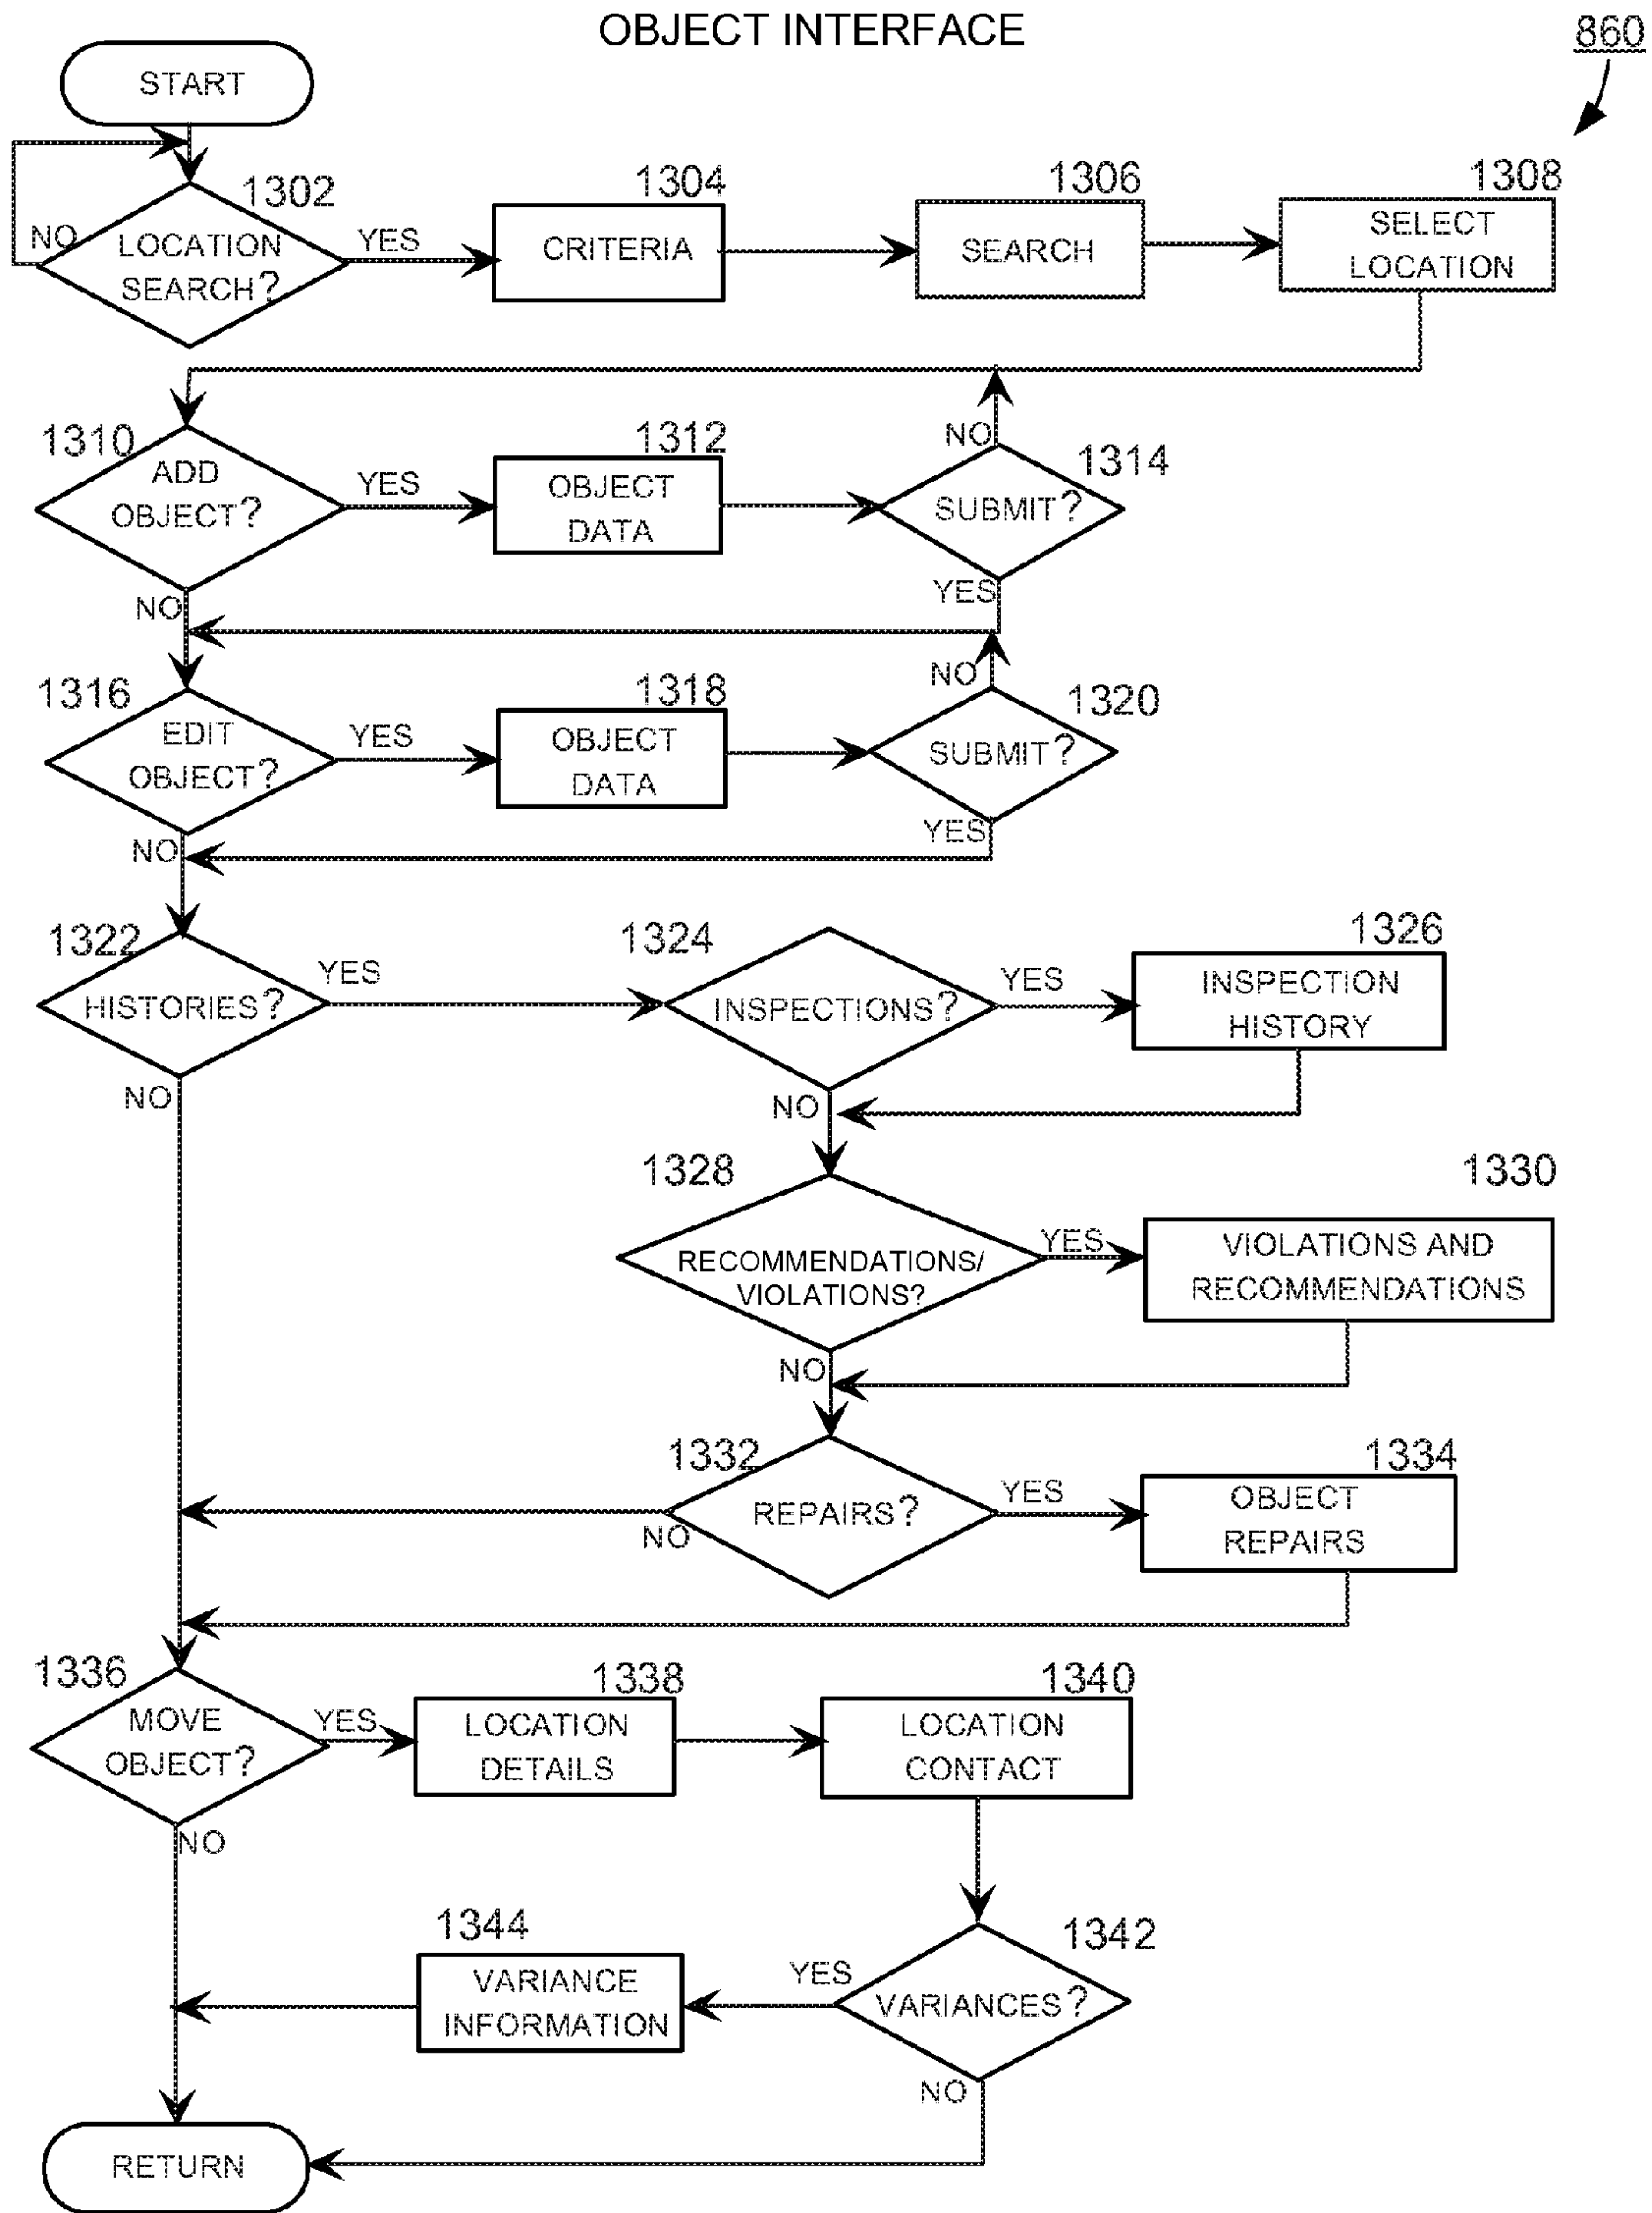 OBJECT INTERFACE
860
START
1302
LOCATION
SEARCH?
NO
YES
1304
CRITERIA
1306
SEARCH
1308
SELECT
LOCATION
1310
ADD
OBJECT?
YES
NO
1312
OBJECT
DATA
NO
1314
SUBMIT?
YES
1316
EDIT
OBJECT?
YES
NO
1318
OBJECT
DATA
NO
1320
SUBMIT?
YES
1322
HISTORIES?
YES
NO
1324
INSPECTIONS?
YES
NO
1326
INSPECTION
HISTORY
1328
RECOMMENDATIONS/
VIOLATIONS?
YES
NO
1330
VIOLATIONS AND
RECOMMENDATIONS
1332
REPAIRS?
YES
NO
1334
OBJECT
REPAIRS
1336
MOVE
OBJECT?
YES
NO
1338
LOCATION
DETAILS
1340
LOCATION
CONTACT
1344
VARIANCE
INFORMATION
YES
1342
VARIANCES?
NO
RETURN